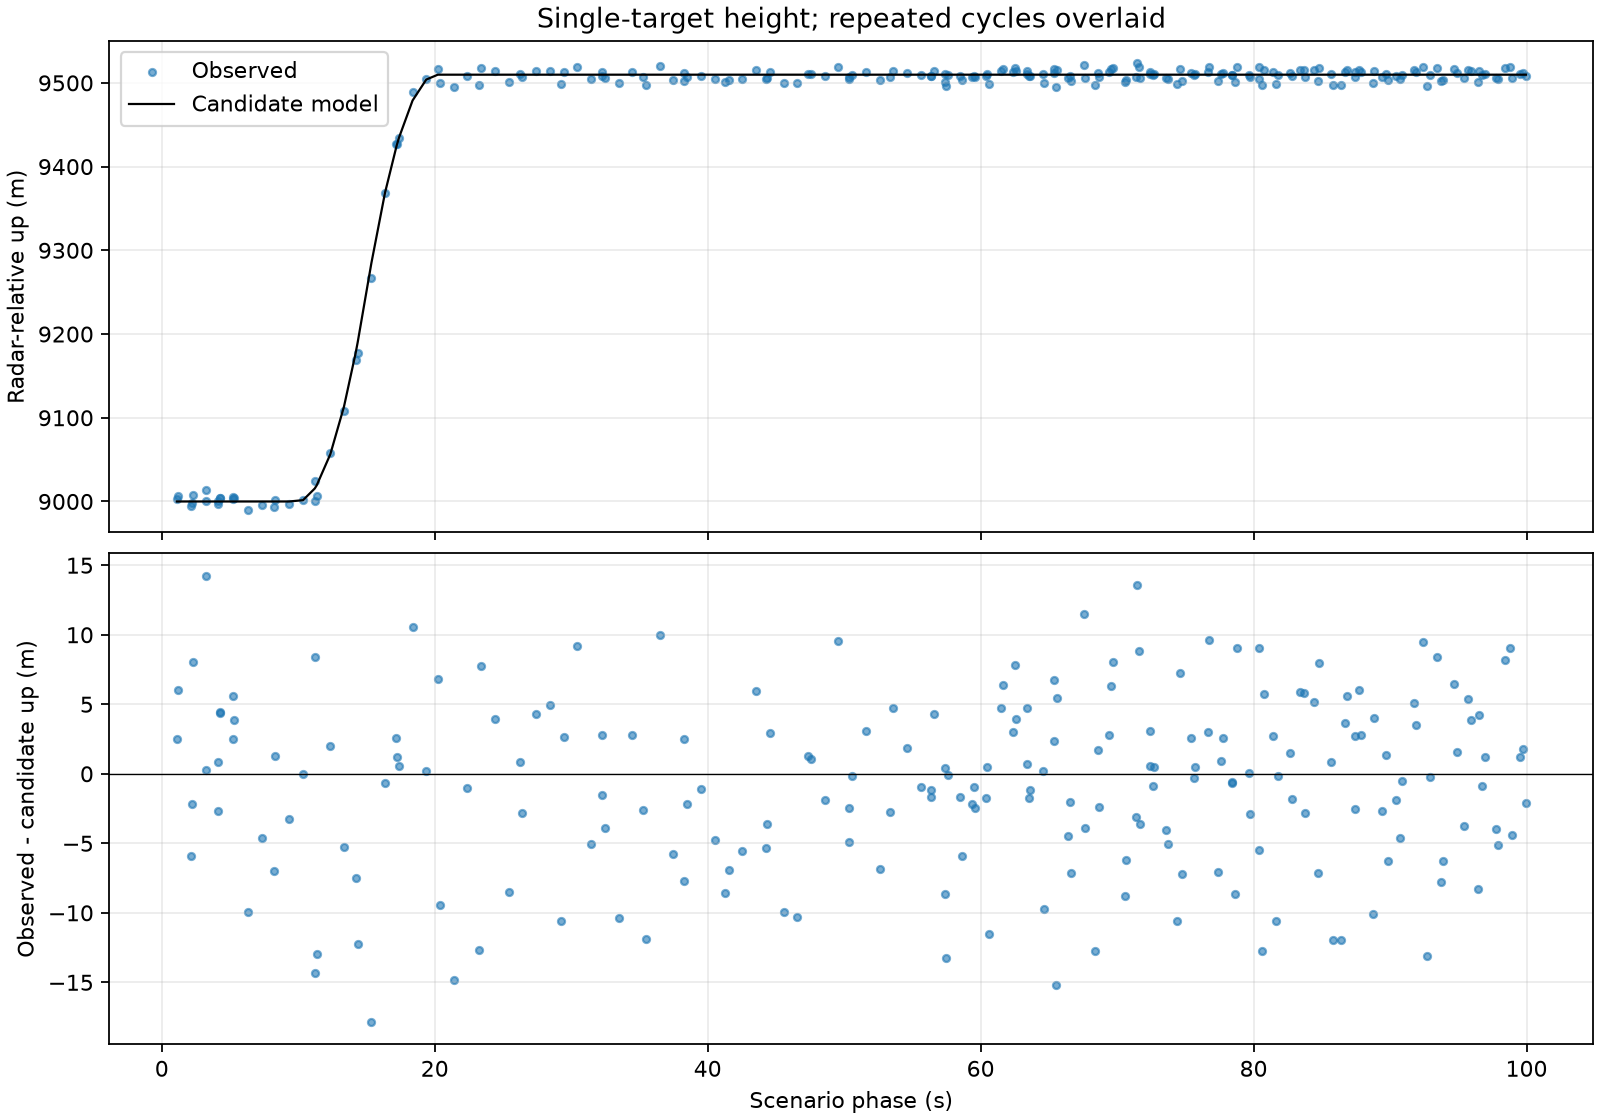 Single-target height; repeated cycles overlaid
Observed
Candidate model
Radar-relative up (m)
9500
9400
9300
9200
9100
9000
Observed - candidate up (m)
15
10
5
0
−5
−10
−15
0 20 40 60 80 100
Scenario phase (s)